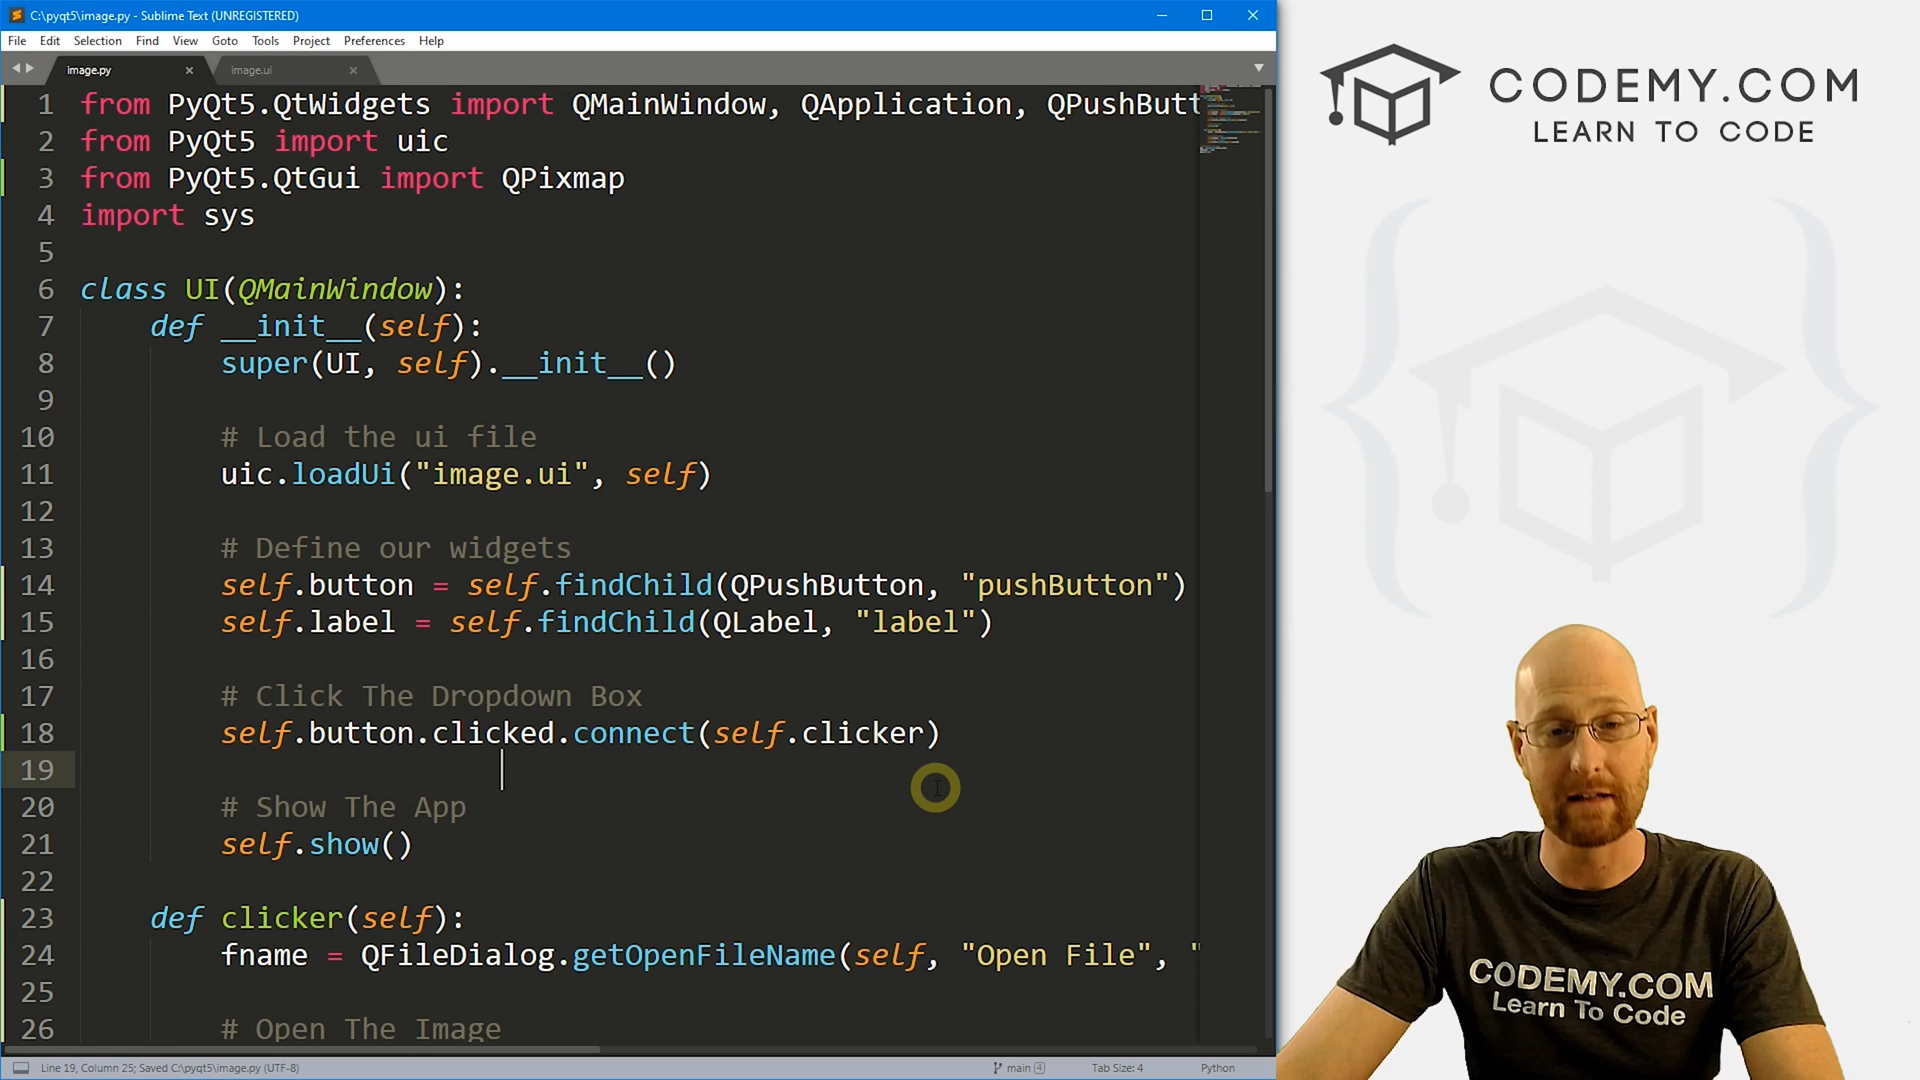 C:\pyqt5\image.py - Sublime Text (UNREGISTERED)
File Edit Selection Find View Goto Tools Project Preferences Help
image.py
image.ui
1 from PyQt5.QtWidgets import QMainWindow, QApplication, QPushButt
2 from PyQt5 import uic
3 from PyQt5.QtGui import QPixmap
4 import sys
5
6 class UI(QMainWindow):
7 def __init__(self):
8 super(UI, self).__init__()
9
10 # Load the ui file
11 uic.loadUi("image.ui", self)
12
13 # Define our widgets
14 self.button = self.findChild(QPushButton, "pushButton")
15 self.label = self.findChild(QLabel, "label")
16
17 # Click The Dropdown Box
18 self.button.clicked.connect(self.clicker)
19
20 # Show The App
21 self.show()
22
23 def clicker(self):
24 fname = QFileDialog.getOpenFileName(self, "Open File", "
25
26 # Open The Image
Line 19, Column 25; Saved C:\pyqt5\image.py (UTF-8)
main 4
Tab Size: 4
Python
CODEMY.COM
LEARN TO CODE
CODEMY.COM
Learn To Code